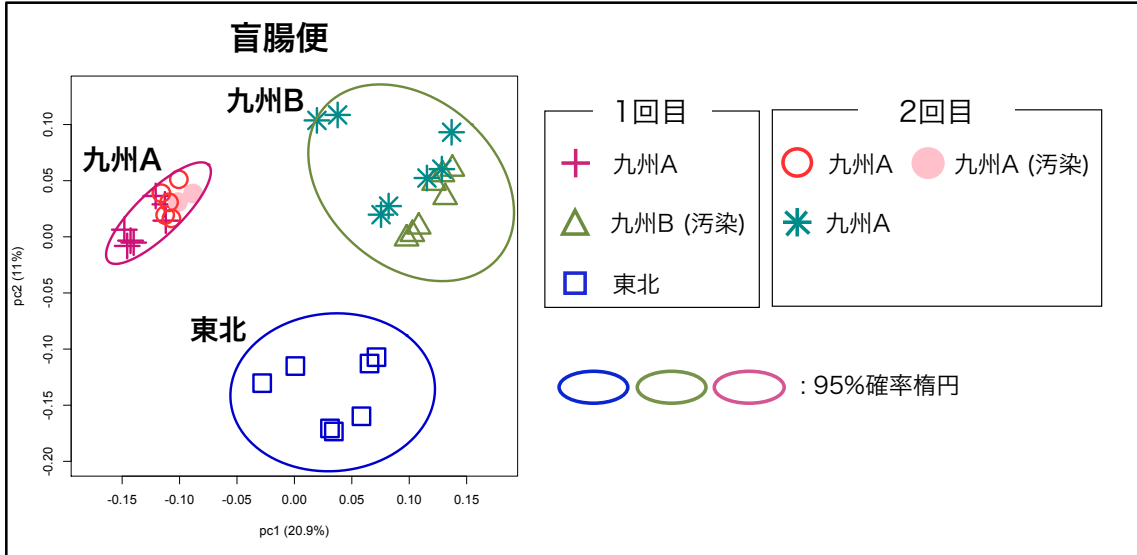 盲腸便
九州B
九州A
東北
0.10
0.05
0.00
-0.05
-0.10
-0.15
-0.20
pc2 (11%)
-0.15 -0.10 -0.05 0.00 0.05 0.10 0.15
pc1 (20.9%)
1回目
九州A
九州B (汚染)
東北
2回目
九州A 九州A (汚染)
九州A
: 95%確率楕円